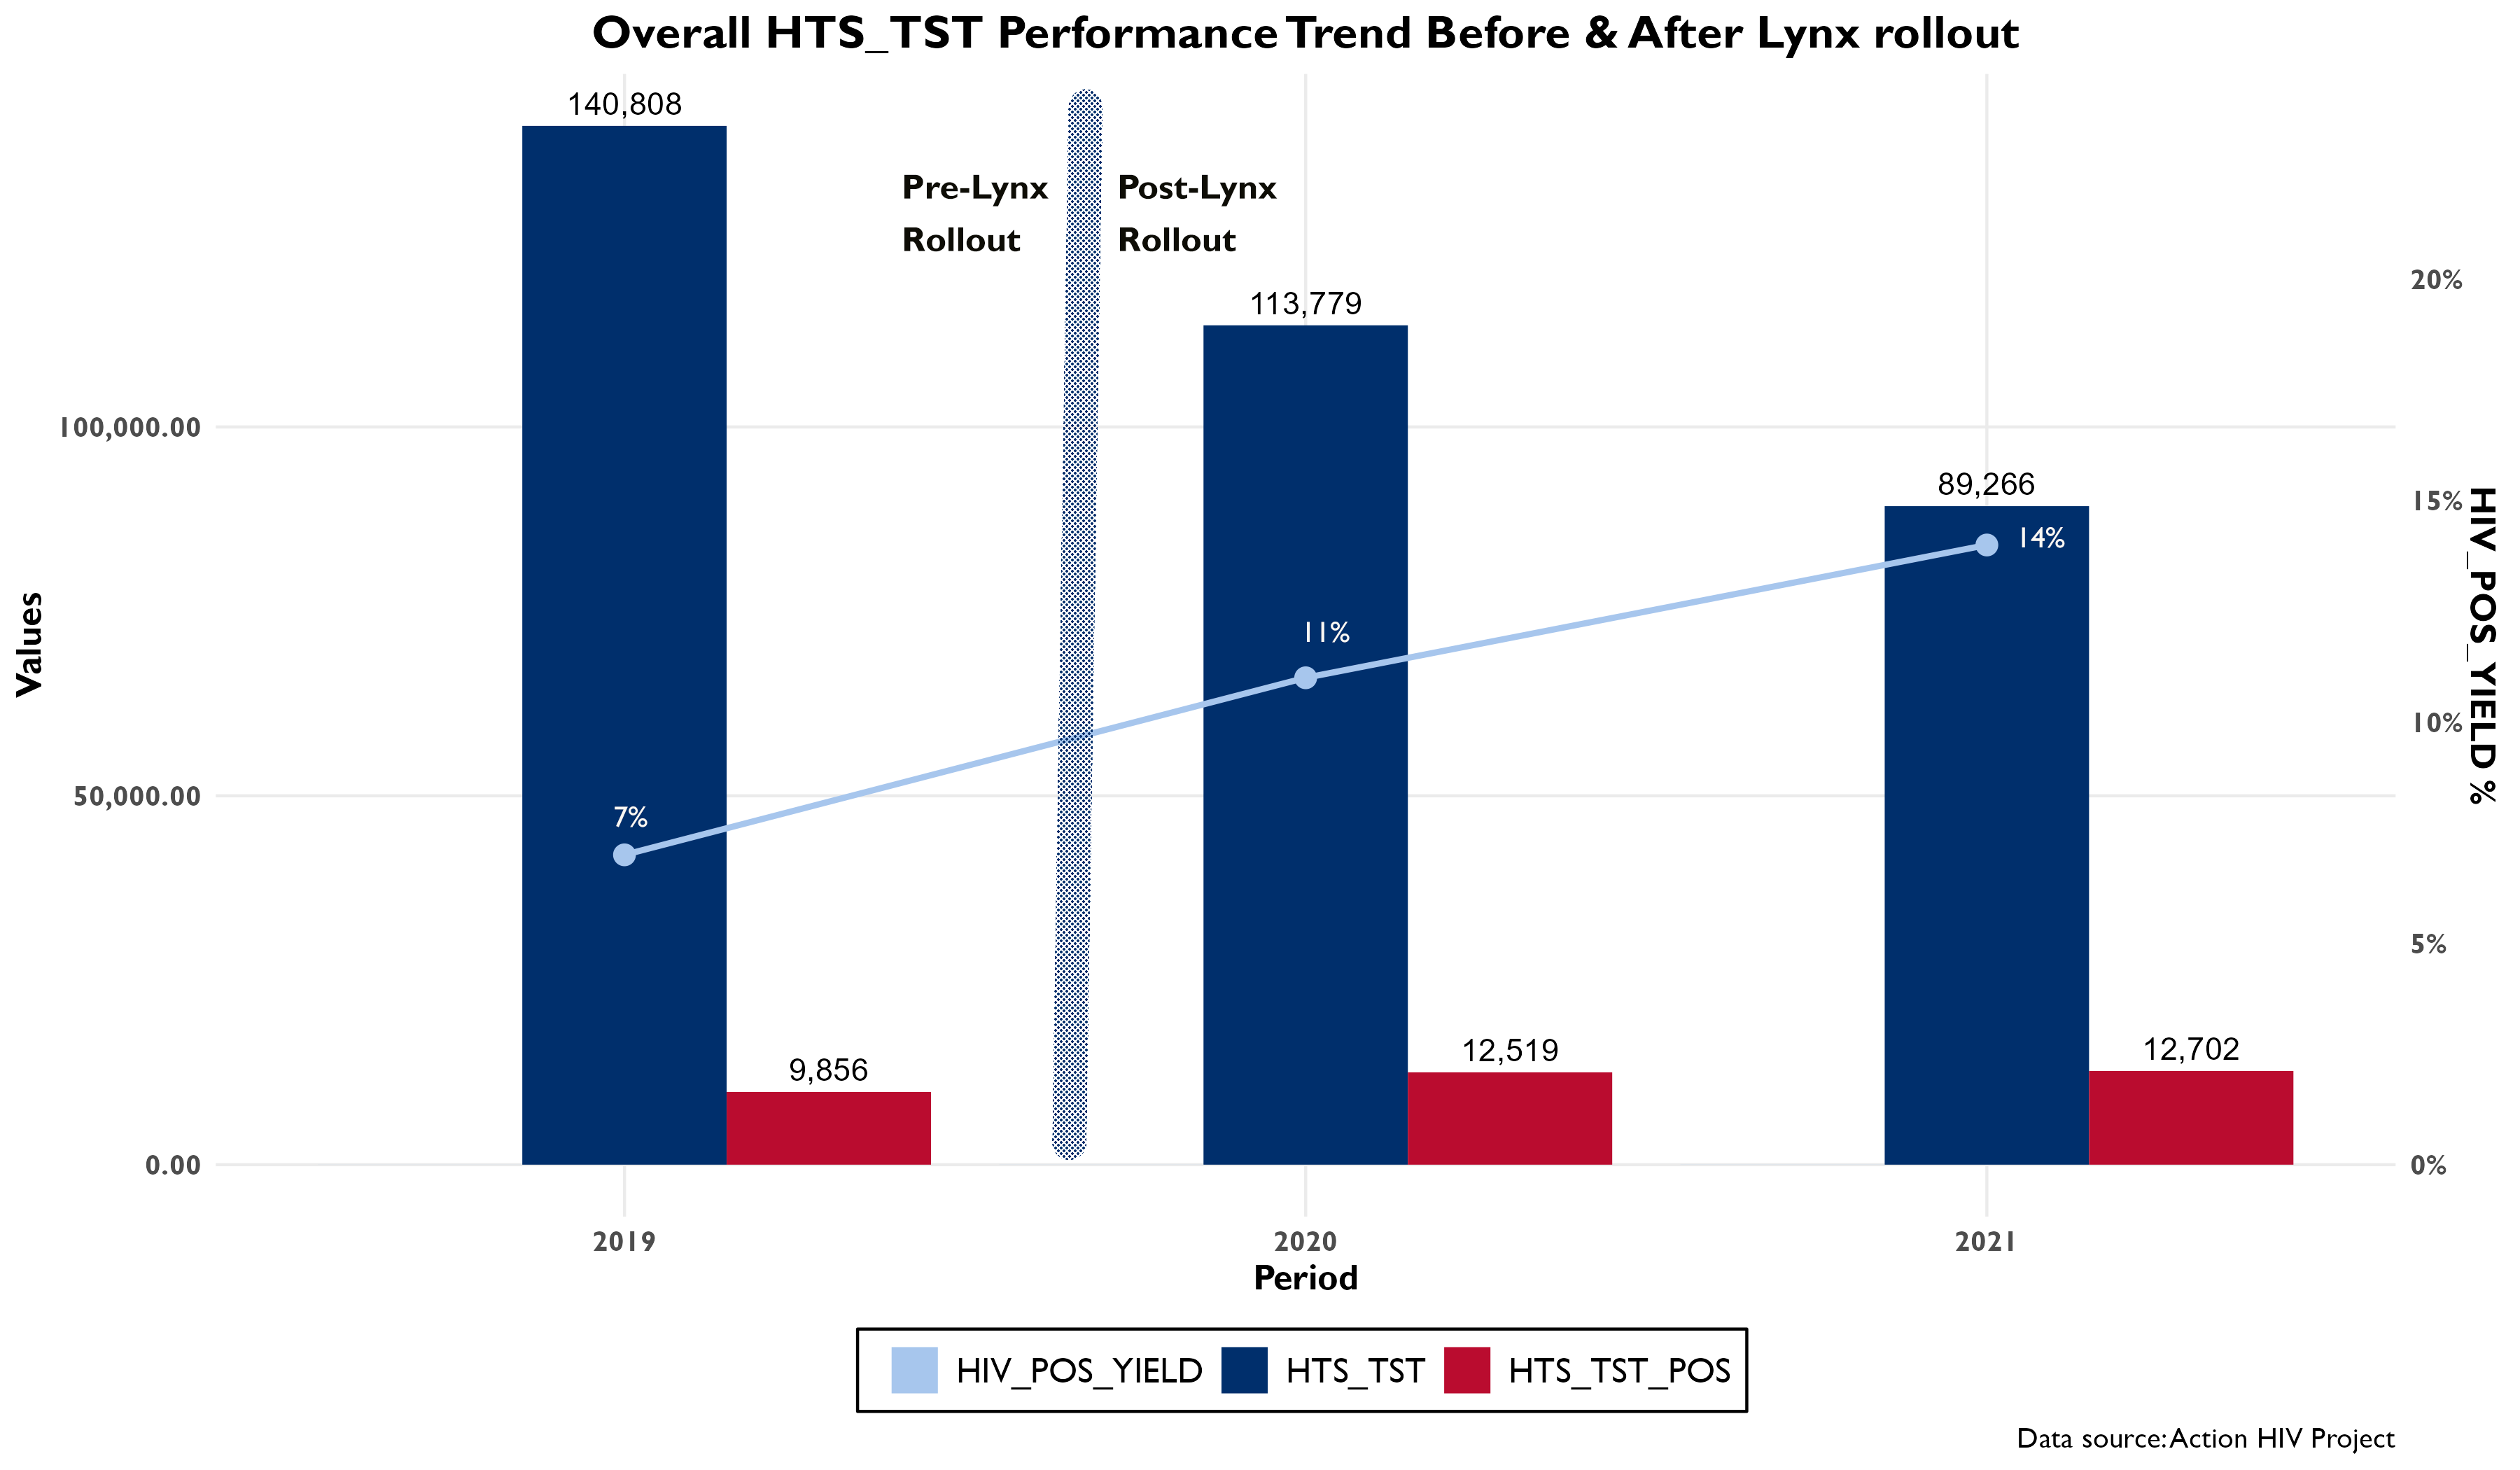 Overall HTS_TST Performance Trend Before & After Lynx rollout
140,808
Pre-Lynx
Rollout
Post-Lynx
Rollout
113,779
20%
100,000.00
89,266
15%
14%
HIV_POS_YIELD %
Values
11%
10%
50,000.00
7%
5%
9,856
12,519
12,702
0.00
0%
2019
2020
2021
Period
HIV_POS_YIELD
HTS_TST
HTS_TST_POS
Data source: Action HIV Project